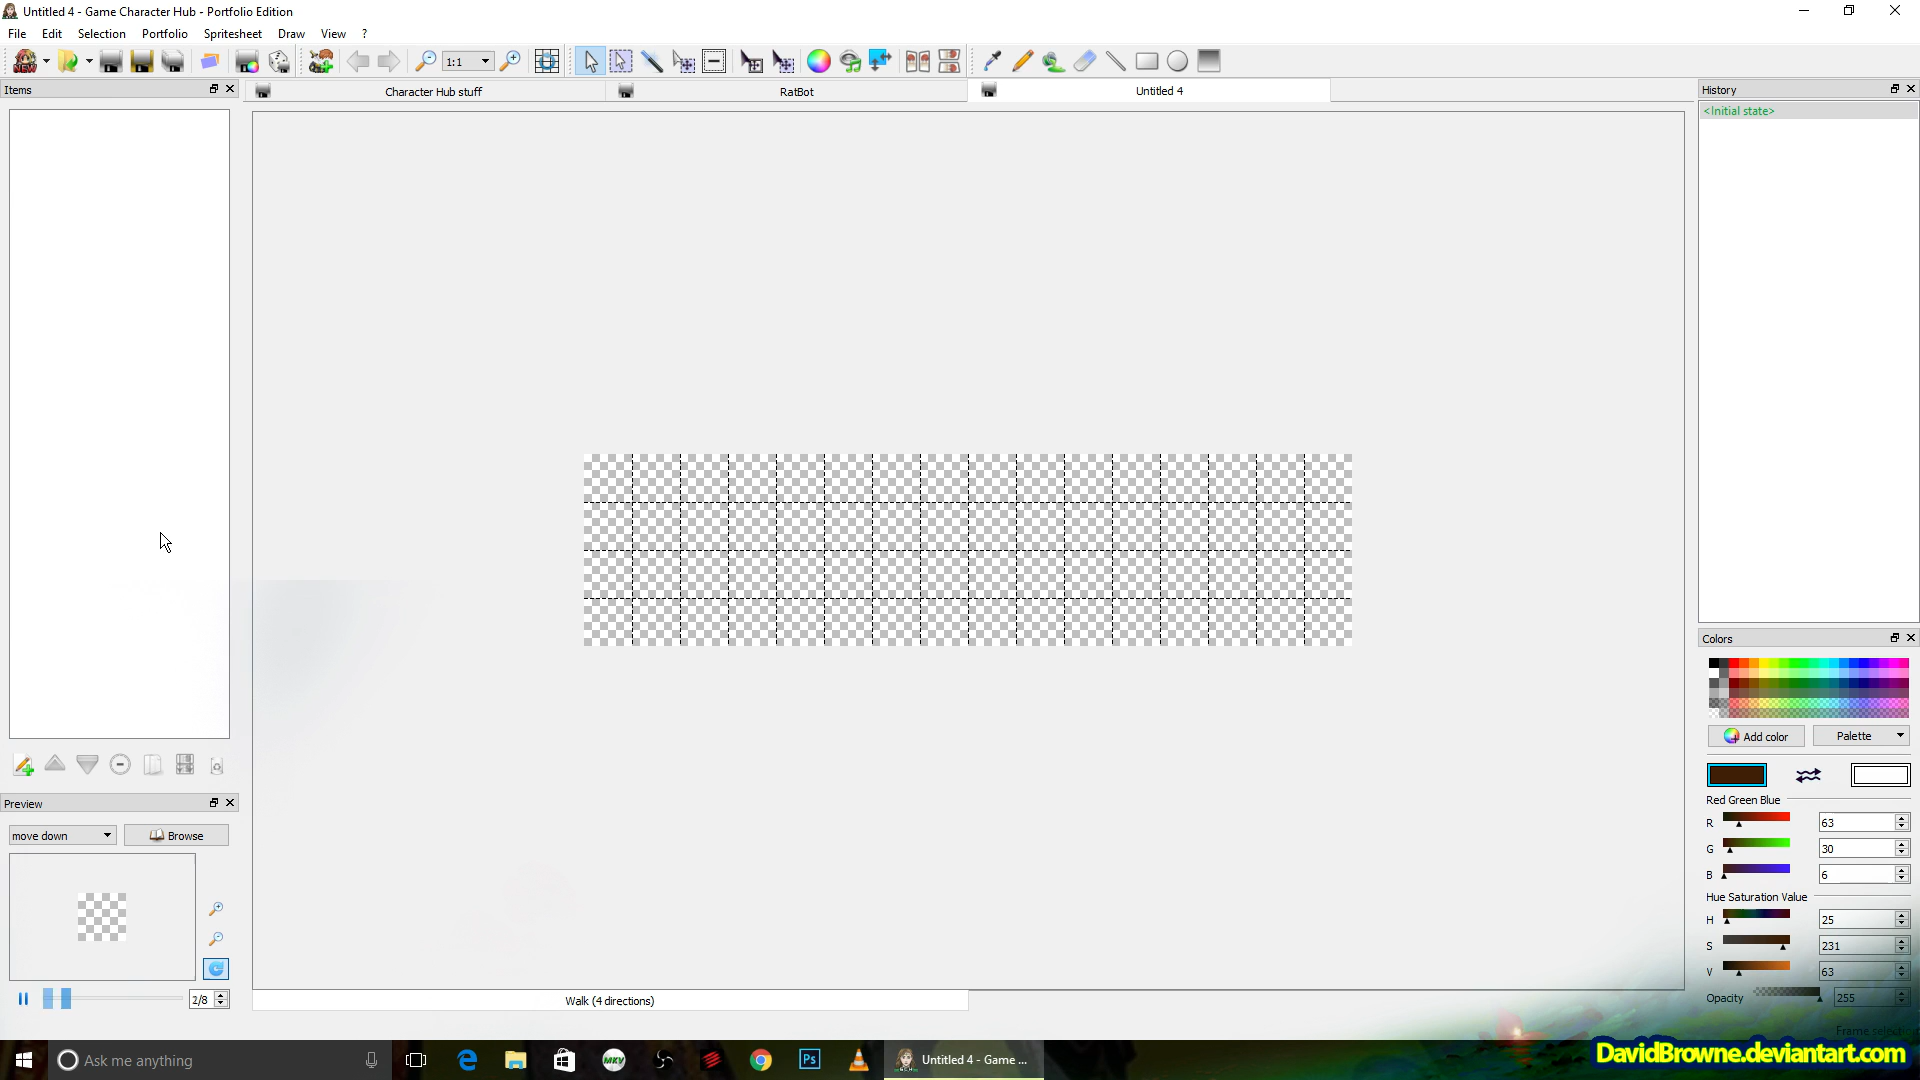 Untitled 4 - Game Character Hub - Portfolio Edition
File Edit Selection Portfolio Spritesheet Draw View ?
NEW 1:1
Items
Character Hub stuff RatBot Untitled 4
History
<Initial state>
Colors
Add color Palette
Red Green Blue
R 63
G 30
B 6
Hue Saturation Value
H 25
S 231
V 63
Opacity 255
Preview
move down Browse
2/8
Walk (4 directions)
Ask me anything
MKV
Ps
Untitled 4 - Game ...
DavidBrowne.deviantart.com